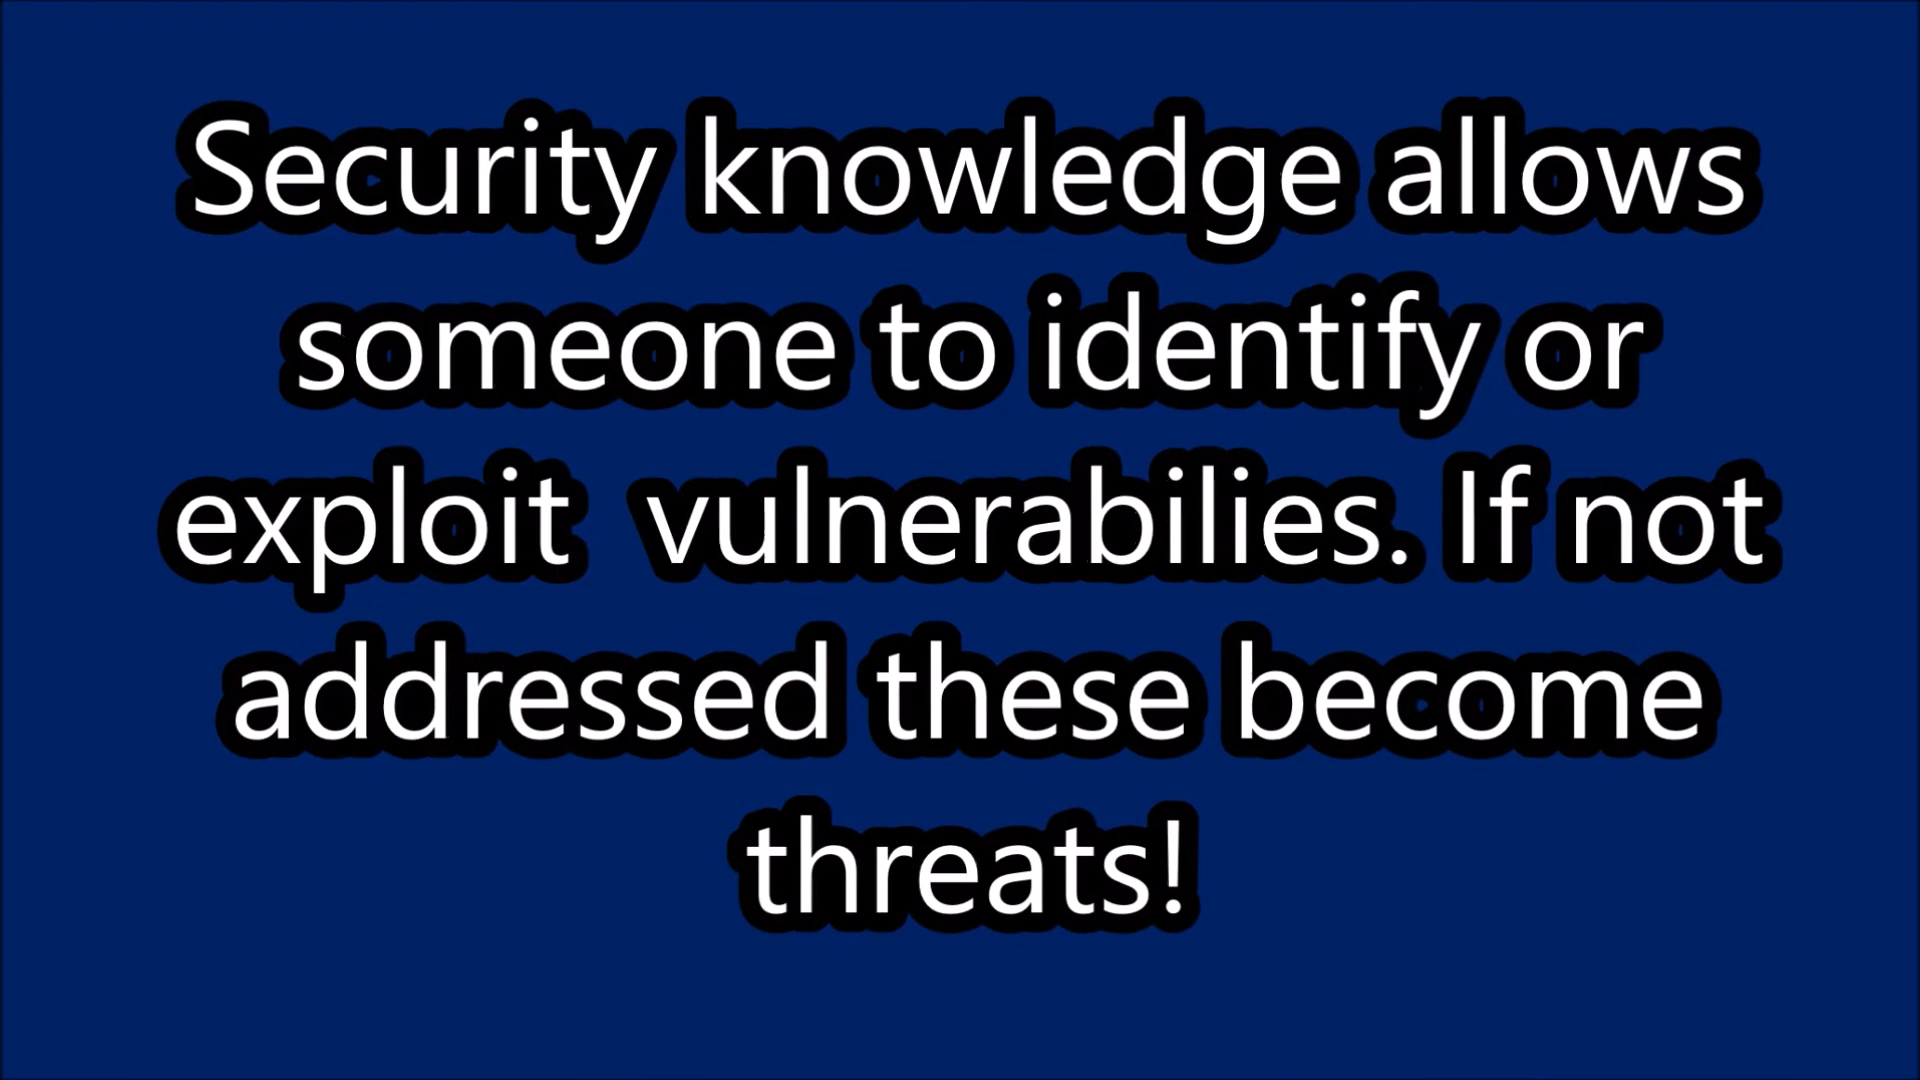 Security knowledge allows
someone to identify or
exploit  vulnerabilies. If not
addressed these become
threats!